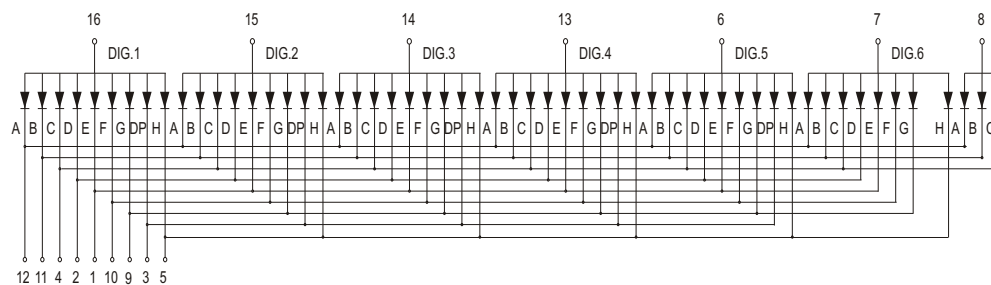 16 15 14 13 6 7 8
DIG.1 DIG.2 DIG.3 DIG.4 DIG.5 DIG.6
A B C D E F G DP H A B C D E F G DP H A B C D E F G DP H A B C D E F G DP H A B C D E F G DP H A B C D E F G H A B C
12 11 4 2 1 10 9 3 5